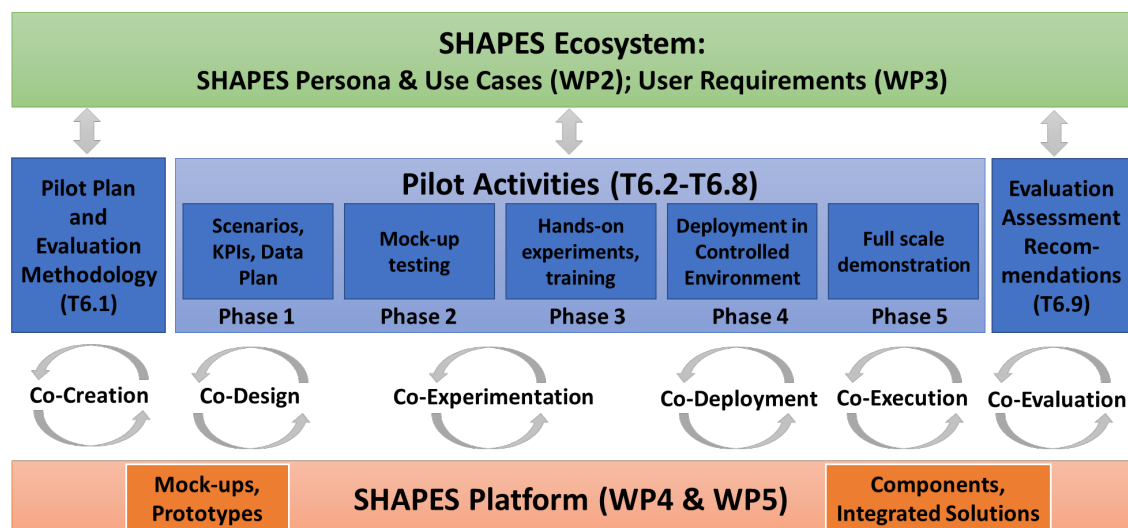 SHAPES Ecosystem:
SHAPES Persona & Use Cases (WP2); User Requirements (WP3)
Pilot Plan
and
Evaluation
Methodology
(T6.1)
Pilot Activities (T6.2-T6.8)
Scenarios,
KPIs, Data
Plan
Phase 1
Mock-up
testing
Phase 2
Hands-on
experiments,
training
Phase 3
Deployment in
Controlled
Environment
Phase 4
Full scale
demonstration
Phase 5
Evaluation
Assessment
Recom-
mendations
(T6.9)
Co-Creation
Co-Design
Co-Experimentation
Co-Deployment
Co-Execution
Co-Evaluation
Mock-ups,
Prototypes
SHAPES Platform (WP4 & WP5)
Components,
Integrated Solutions